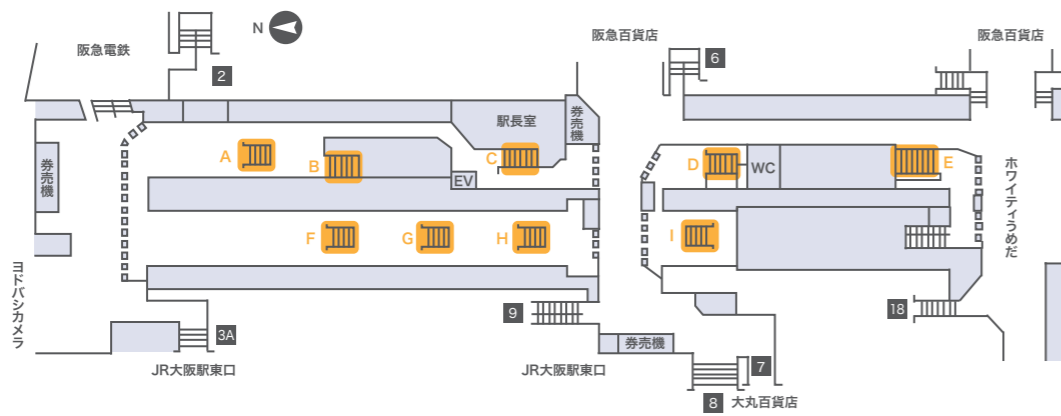 阪急電鉄
N
阪急百貨店
阪急百貨店
2
6
駅長室
券売機
券売機
A
B
C
D
E
EV
WC
F
G
H
I
ホワイティうめだ
ヨドバシカメラ
3A
9
18
券売機
7
JR大阪駅東口
JR大阪駅東口
8
大丸百貨店